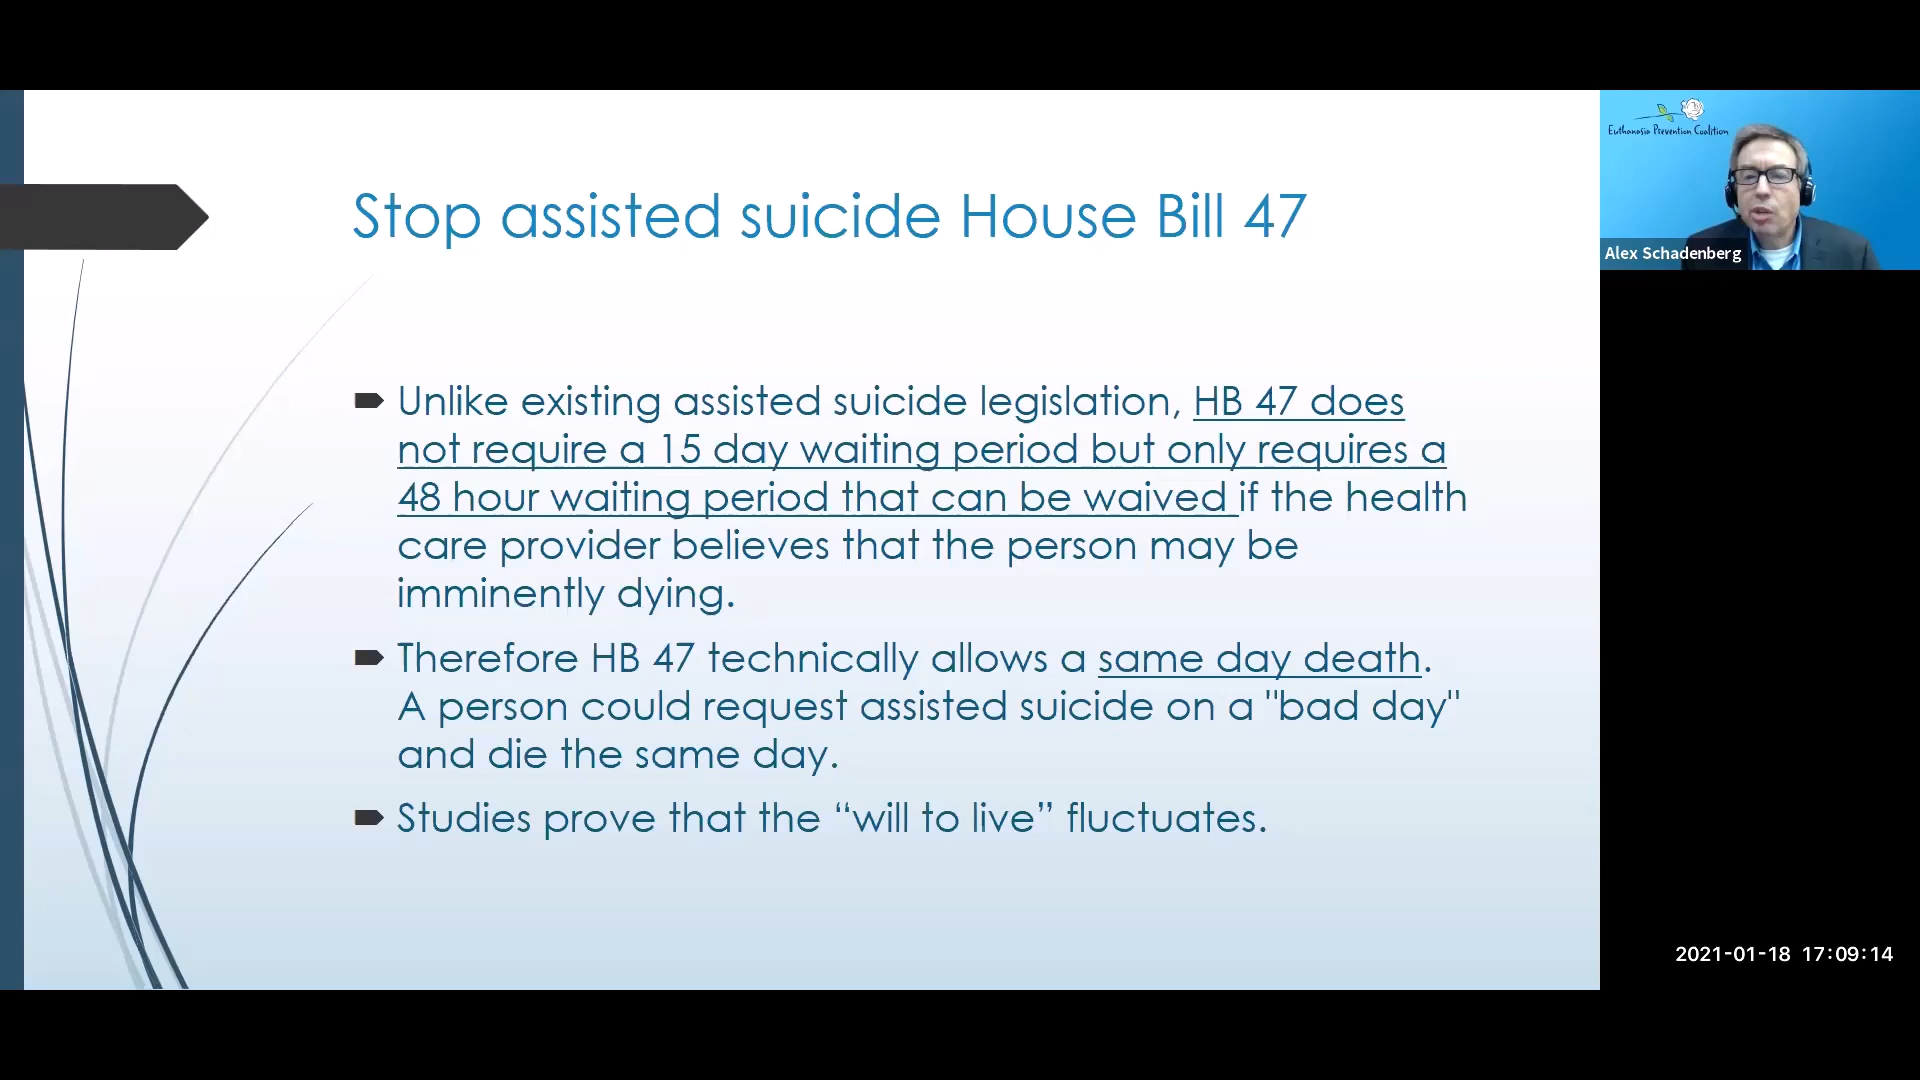 Euthanasia Prevention Coalition
Alex Schadenberg
Stop assisted suicide House Bill 47
Unlike existing assisted suicide legislation, HB 47 does
not require a 15 day waiting period but only requires a
48 hour waiting period that can be waived if the health
care provider believes that the person may be
imminently dying.
Therefore HB 47 technically allows a same day death.
A person could request assisted suicide on a "bad day"
and die the same day.
Studies prove that the “will to live” fluctuates.
2021-01-18 17:09:14